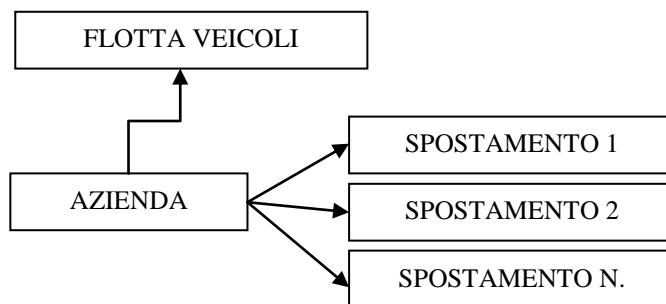 FLOTTA VEICOLI
SPOSTAMENTO 1
AZIENDA
SPOSTAMENTO 2
SPOSTAMENTO N.